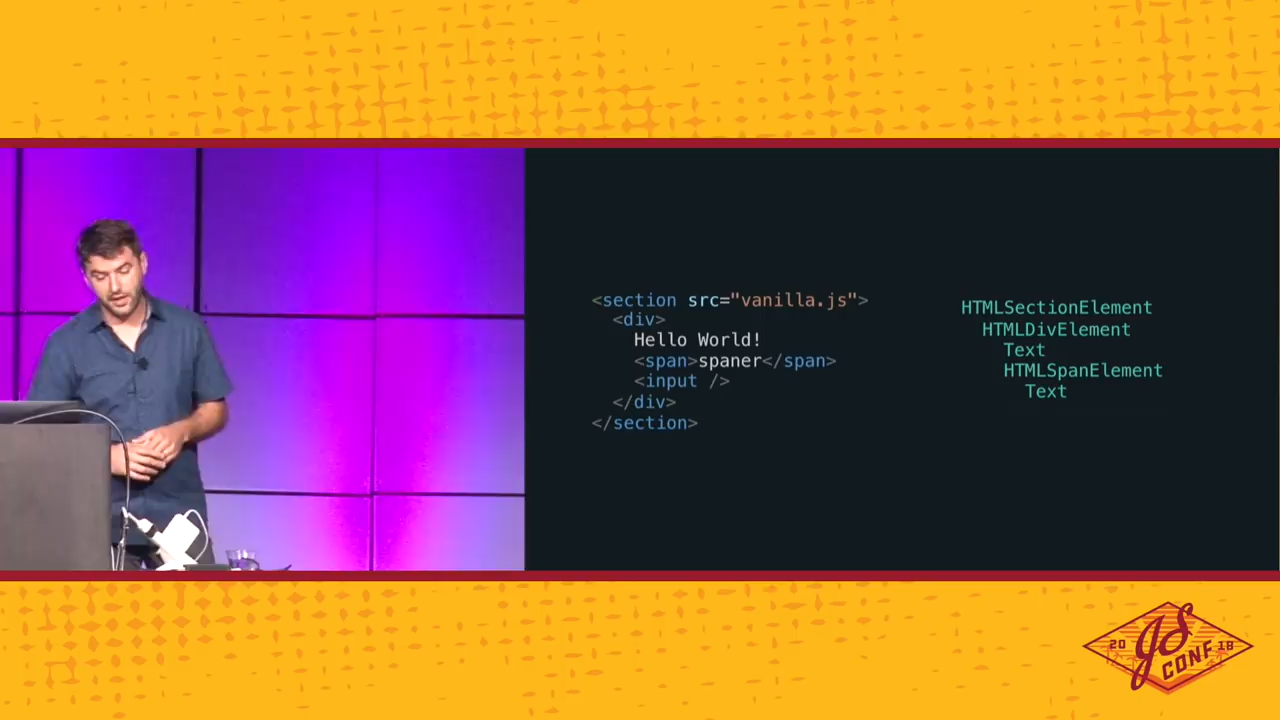 <section src="vanilla.js">
<div>
Hello World!
<span>spaner</span>
<input />
</div>
</section>
HTMLSectionElement
HTMLDivElement
Text
HTMLSpanElement
Text
20 JS CONF 18